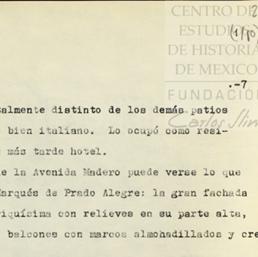 CENTRO DE
ESTUDIOS
DE HISTORIA
DE MEXICO
FUNDACION
Carlos Slim
.-7
almente distinto de los demás patios
bien italiano. Lo ocupó como resi-
más tarde hotel.
e la Avenida Madero puede verse lo que
arqués de Prado Alegre: la gran fachada
iquísima con relieves en su parte alta,
balcones con marcos almohadillados y cre